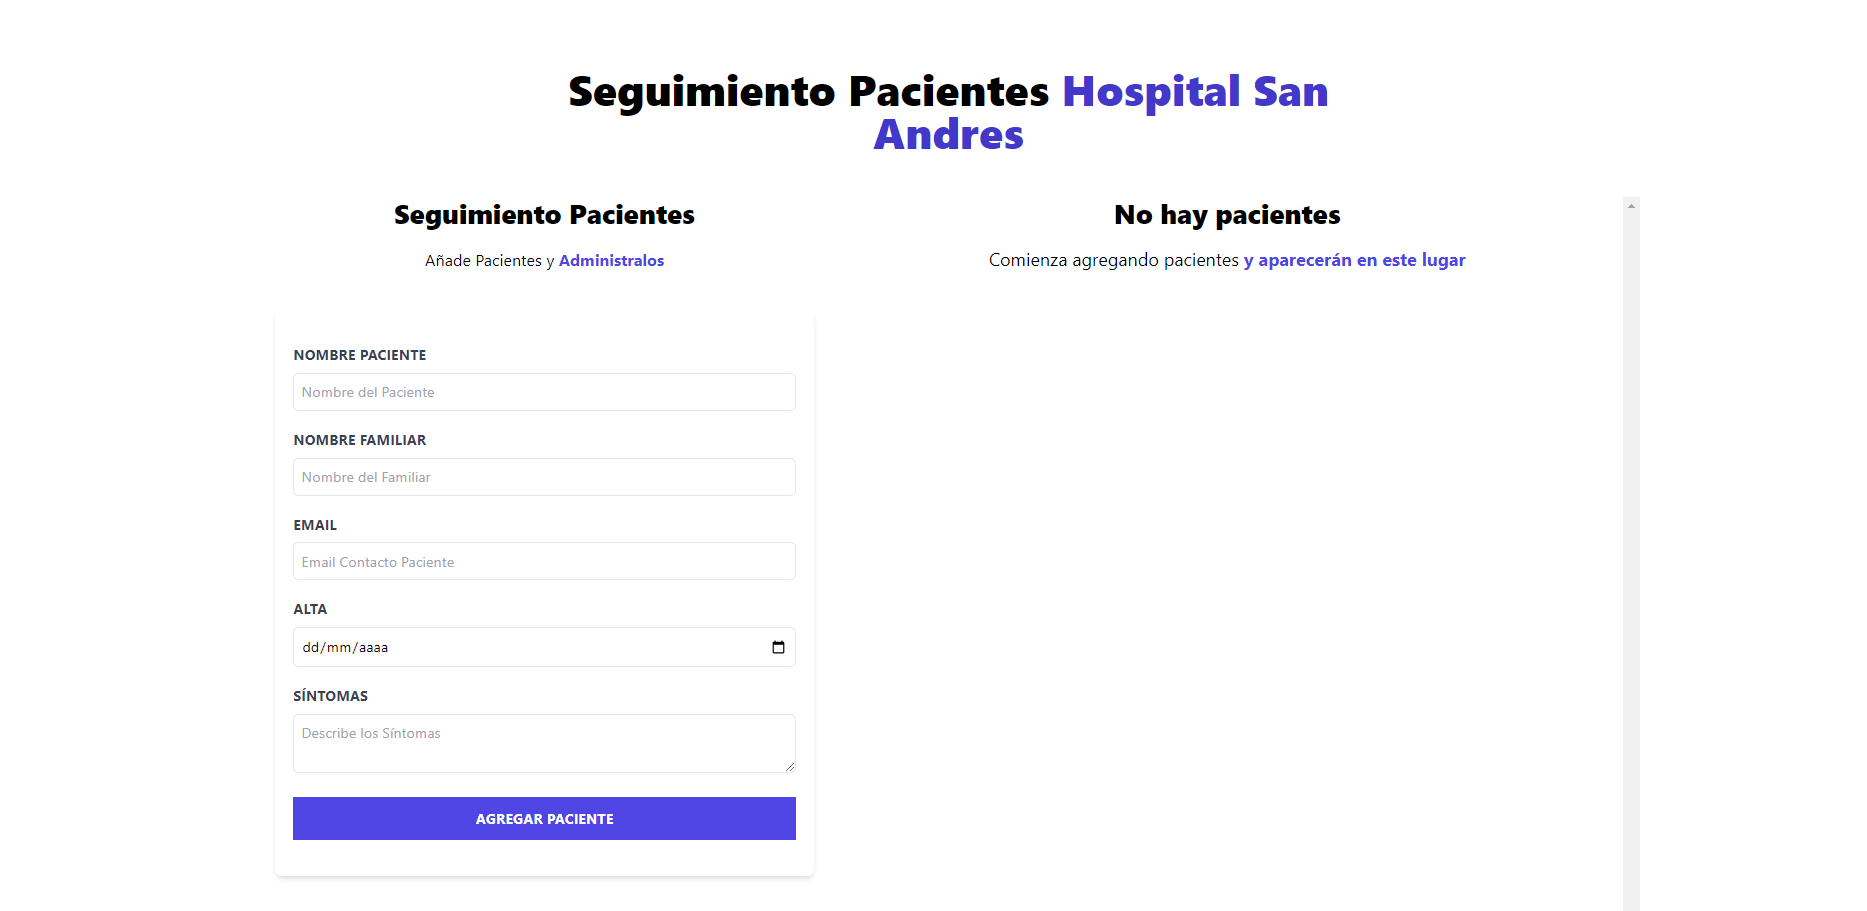 Seguimiento Pacientes Hospital San
Andres
Seguimiento Pacientes
Añade Pacientes y Administralos
NOMBRE PACIENTE
Nombre del Paciente
NOMBRE FAMILIAR
Nombre del Familiar
EMAIL
Email Contacto Paciente
ALTA
dd/mm/aaaa
SÍNTOMAS
Describe los Síntomas
AGREGAR PACIENTE
No hay pacientes
Comienza agregando pacientes y aparecerán en este lugar